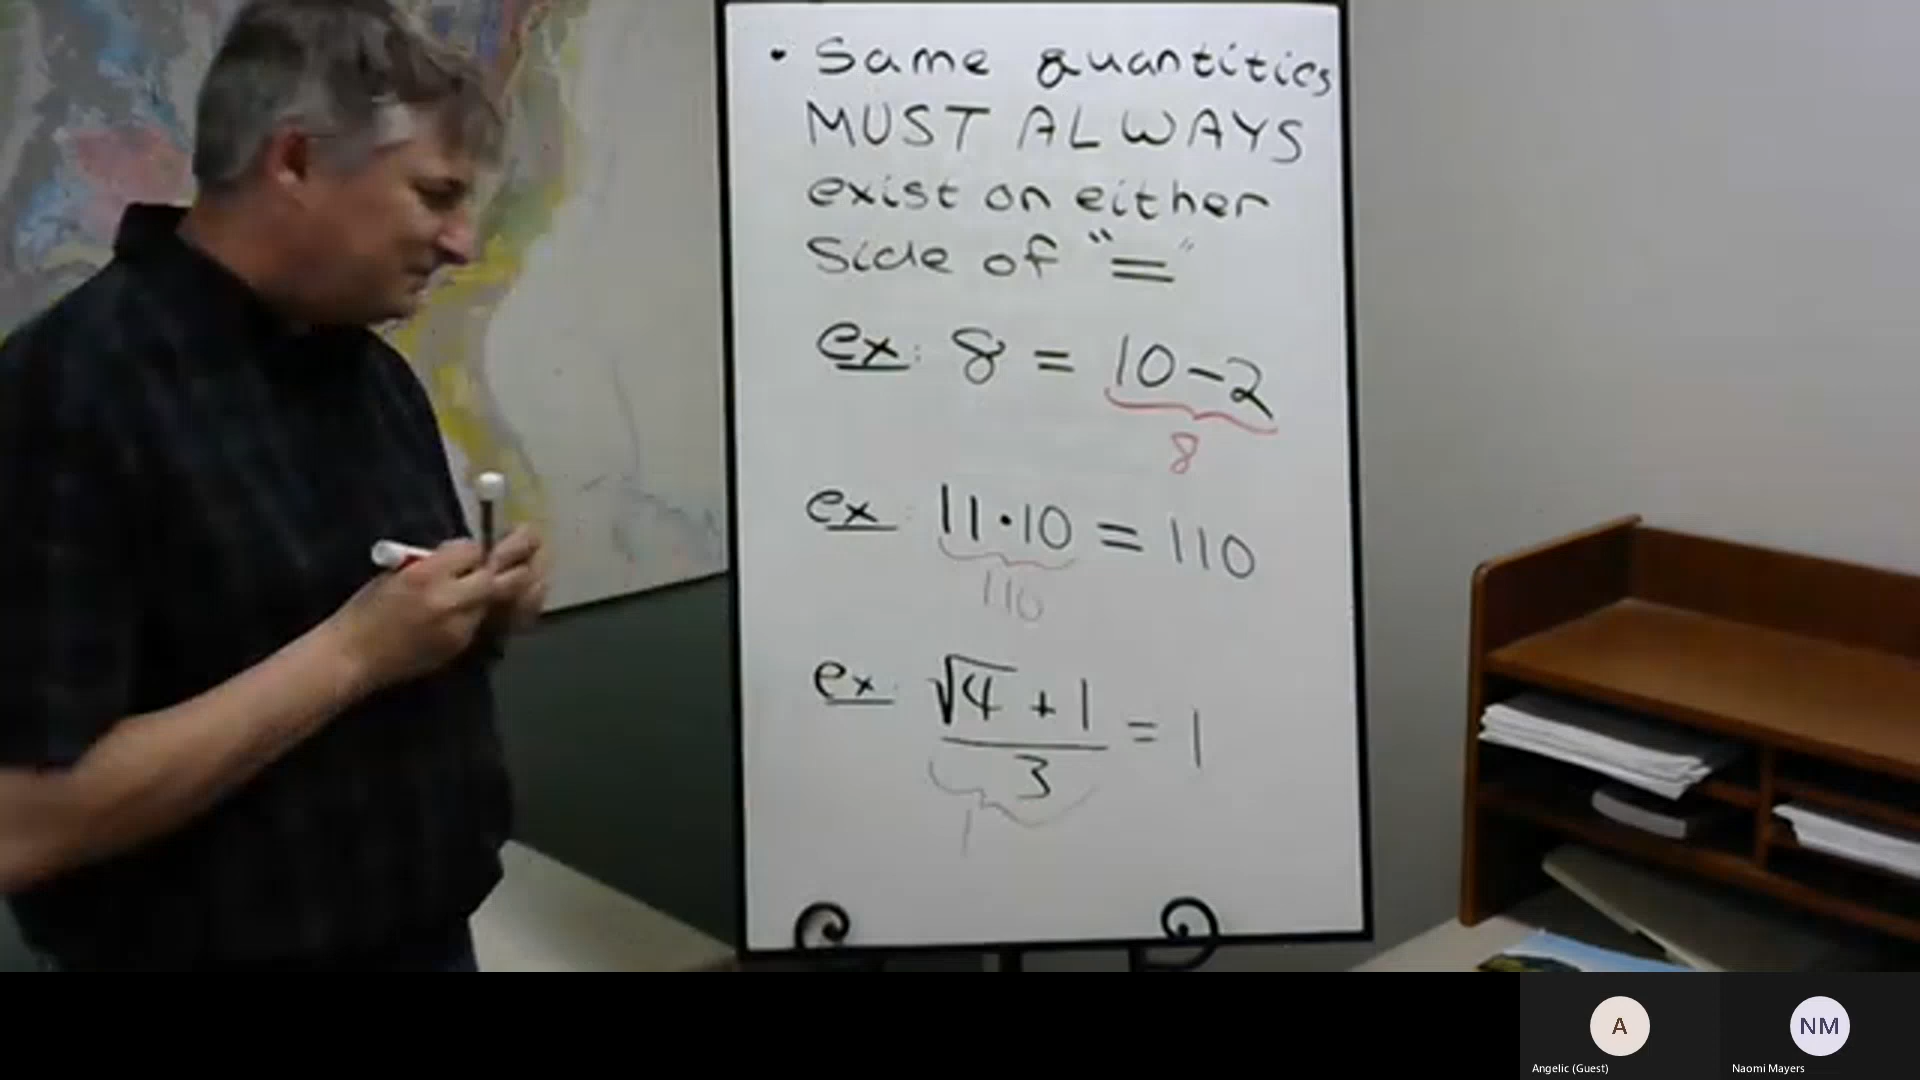 • Same quantities
MUST ALWAYS
exist on either
Side of "="
ex: 8 = 10-2
8
ex: 11·10 = 110
110
ex: √4 + 1 / 3 = 1
1
A
NM
Angelic (Guest)
Naomi Mayers